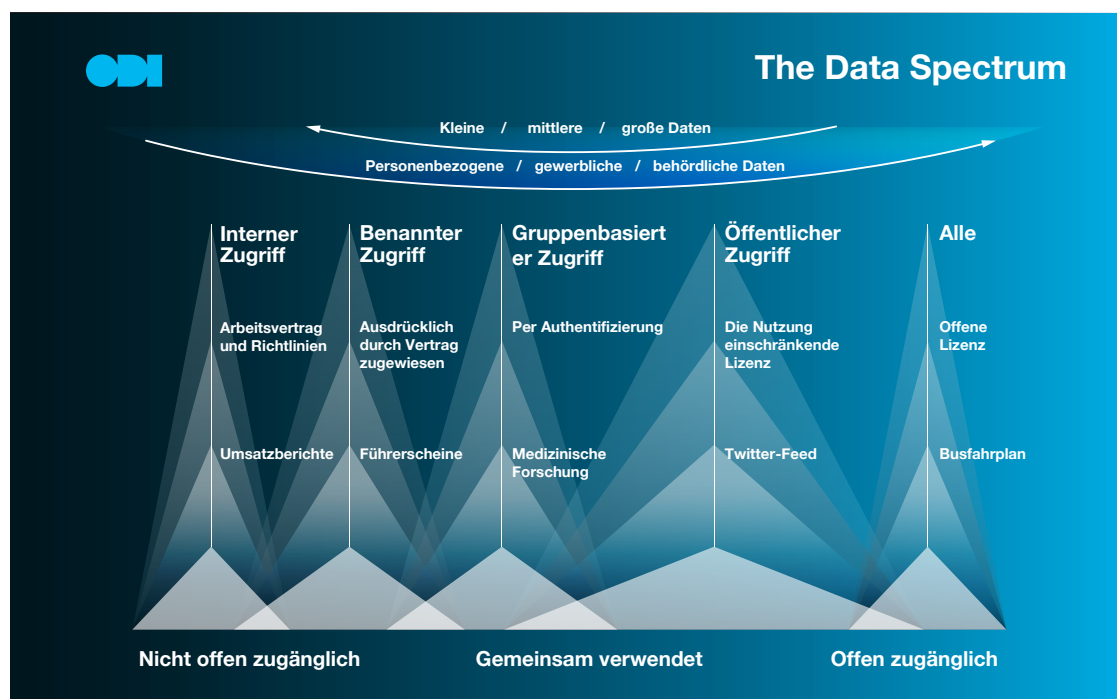 ODI
The Data Spectrum
Kleine / mittlere / große Daten
Personenbezogene / gewerbliche / behördliche Daten
Interner
Zugriff
Benannter
Zugriff
Gruppenbasiert
er Zugriff
Öffentlicher
Zugriff
Alle
Arbeitsvertrag
und Richtlinien
Ausdrücklich
durch Vertrag
zugewiesen
Per Authentifizierung
Die Nutzung
einschränkende
Lizenz
Offene
Lizenz
Umsatzberichte
Führerscheine
Medizinische
Forschung
Twitter-Feed
Busfahrplan
Nicht offen zugänglich
Gemeinsam verwendet
Offen zugänglich